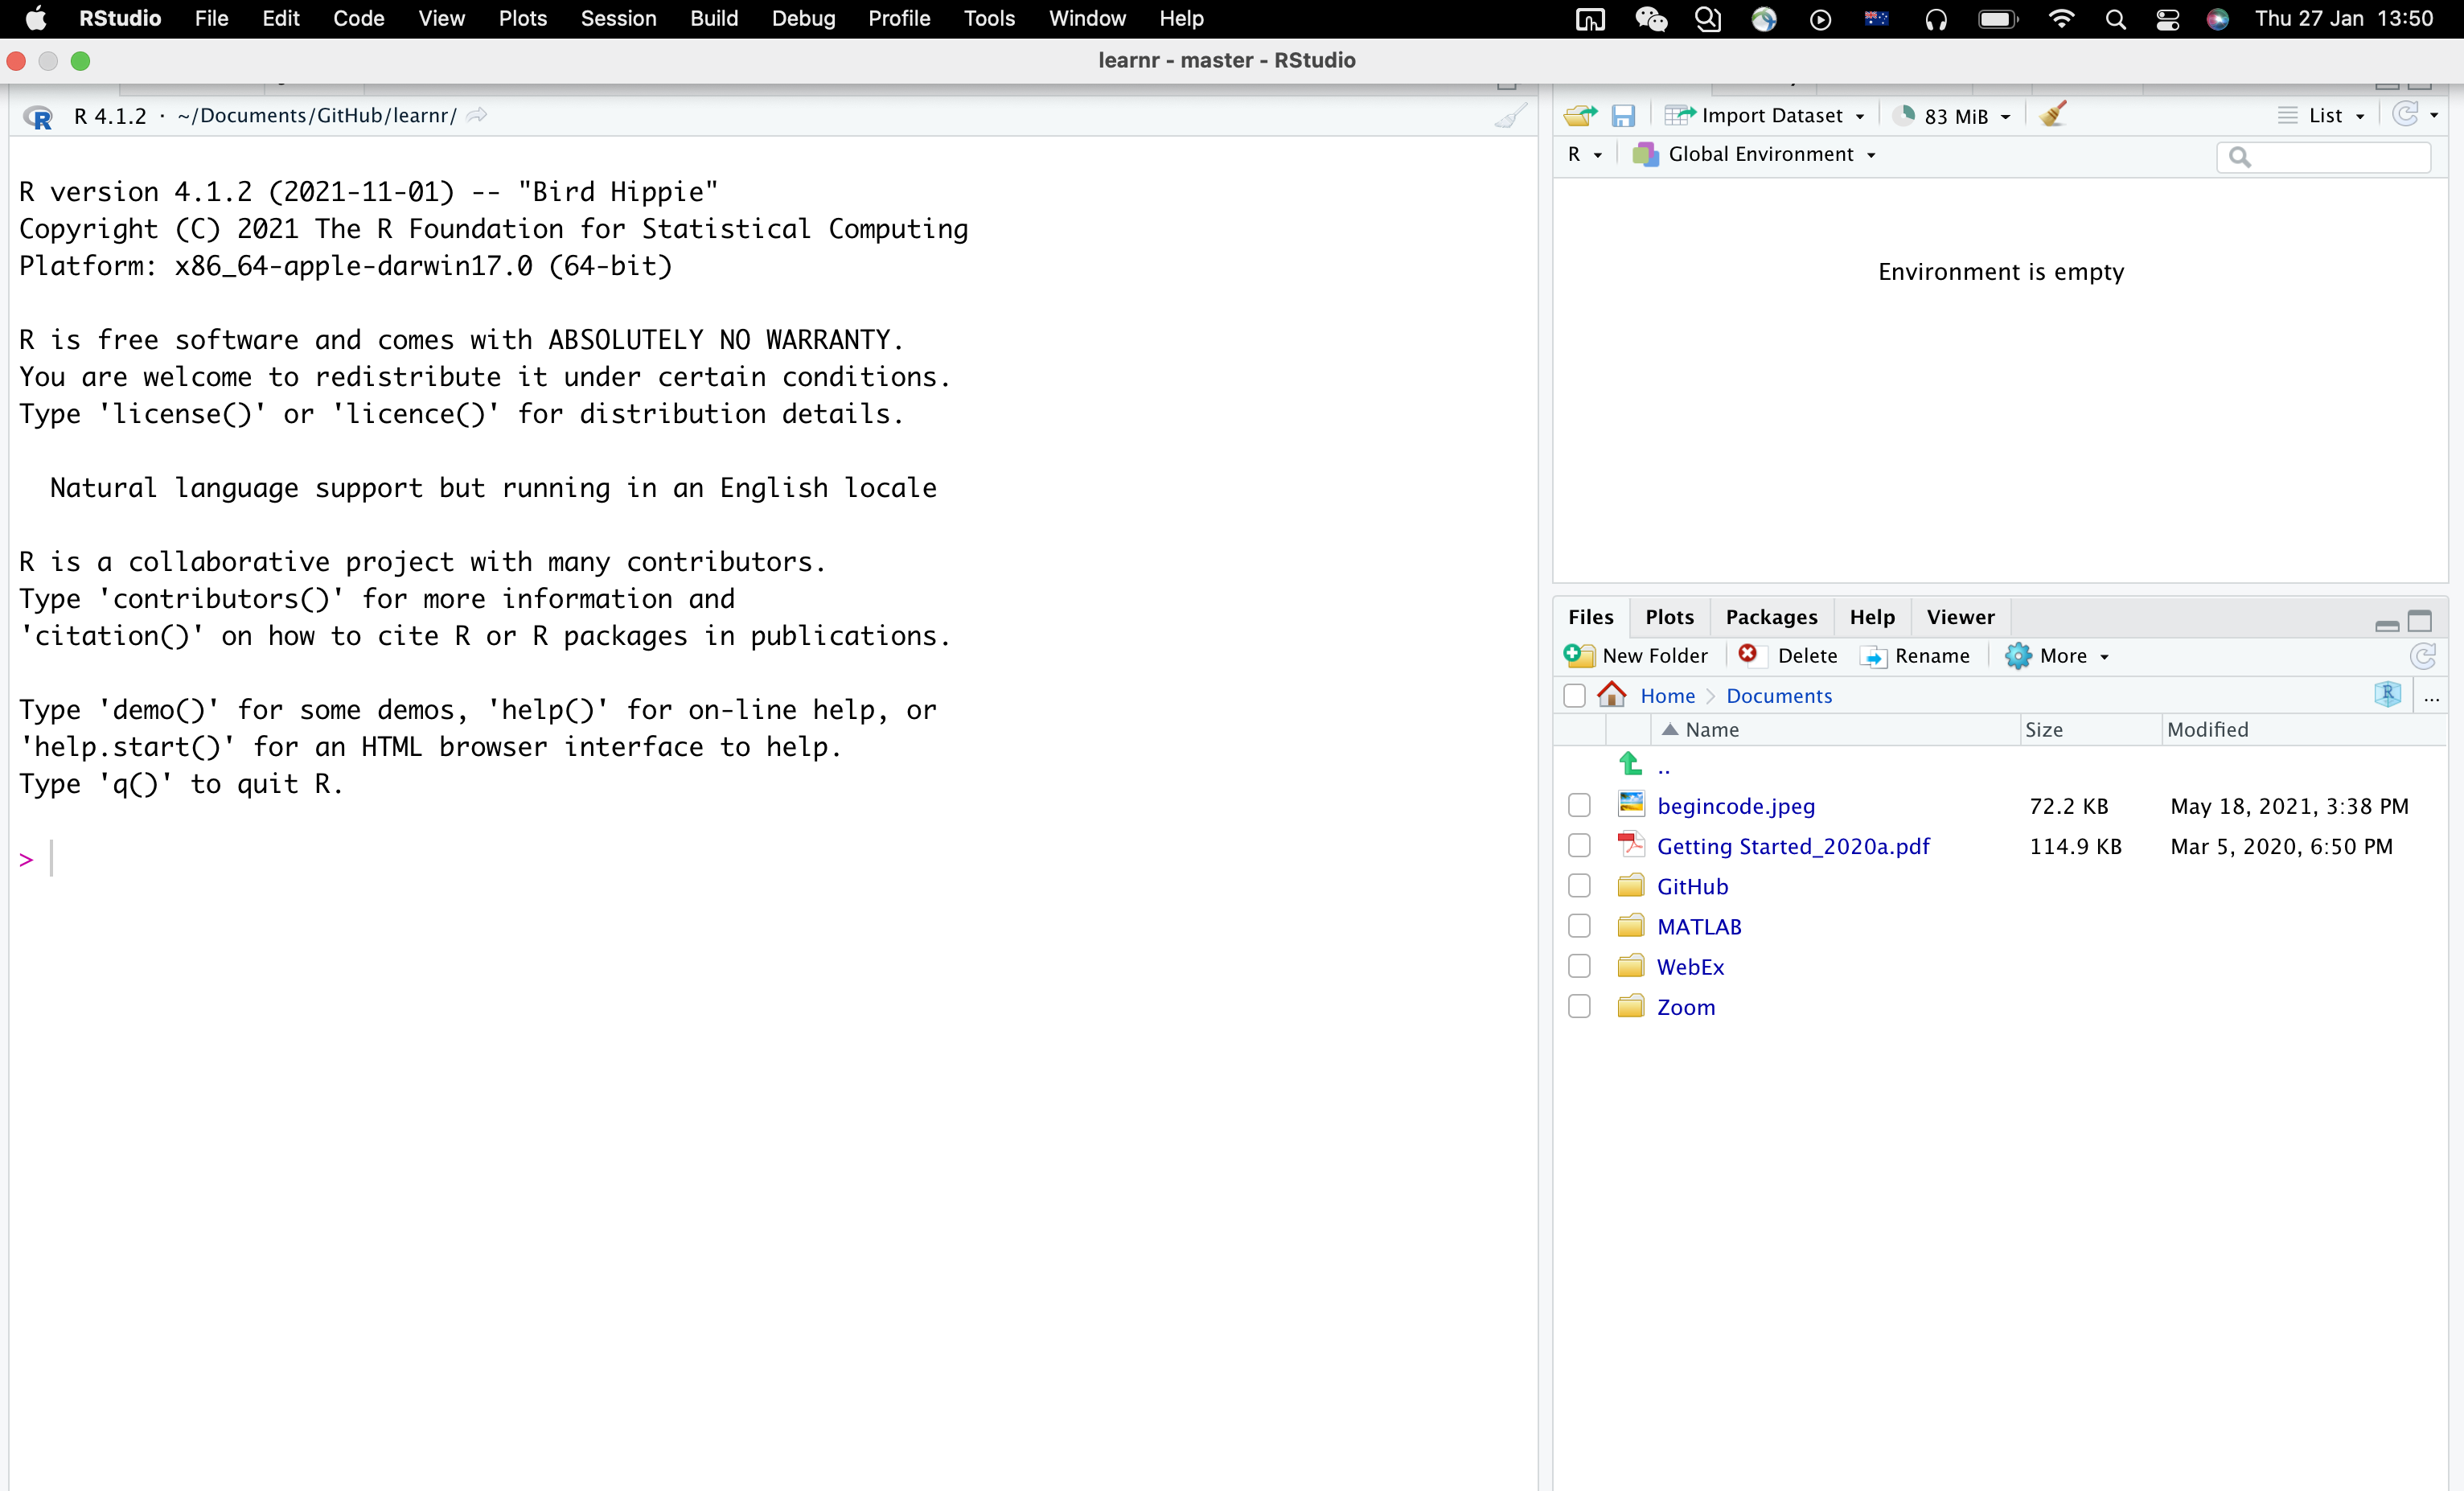 RStudio File Edit Code View Plots Session Build Debug Profile Tools Window Help Thu 27 Jan 13:50
learnr - master - RStudio
R 4.1.2 · ~/Documents/GitHub/learnr/
R version 4.1.2 (2021-11-01) -- "Bird Hippie"
Copyright (C) 2021 The R Foundation for Statistical Computing
Platform: x86_64-apple-darwin17.0 (64-bit)
R is free software and comes with ABSOLUTELY NO WARRANTY.
You are welcome to redistribute it under certain conditions.
Type 'license()' or 'licence()' for distribution details.
Natural language support but running in an English locale
R is a collaborative project with many contributors.
Type 'contributors()' for more information and
'citation()' on how to cite R or R packages in publications.
Type 'demo()' for some demos, 'help()' for on-line help, or
'help.start()' for an HTML browser interface to help.
Type 'q()' to quit R.
>
Import Dataset 83 MiB List
R Global Environment
Environment is empty
Files Plots Packages Help Viewer
New Folder Delete Rename More
Home Documents ...
Name Size Modified
..
begincode.jpeg 72.2 KB May 18, 2021, 3:38 PM
Getting Started_2020a.pdf 114.9 KB Mar 5, 2020, 6:50 PM
GitHub
MATLAB
WebEx
Zoom